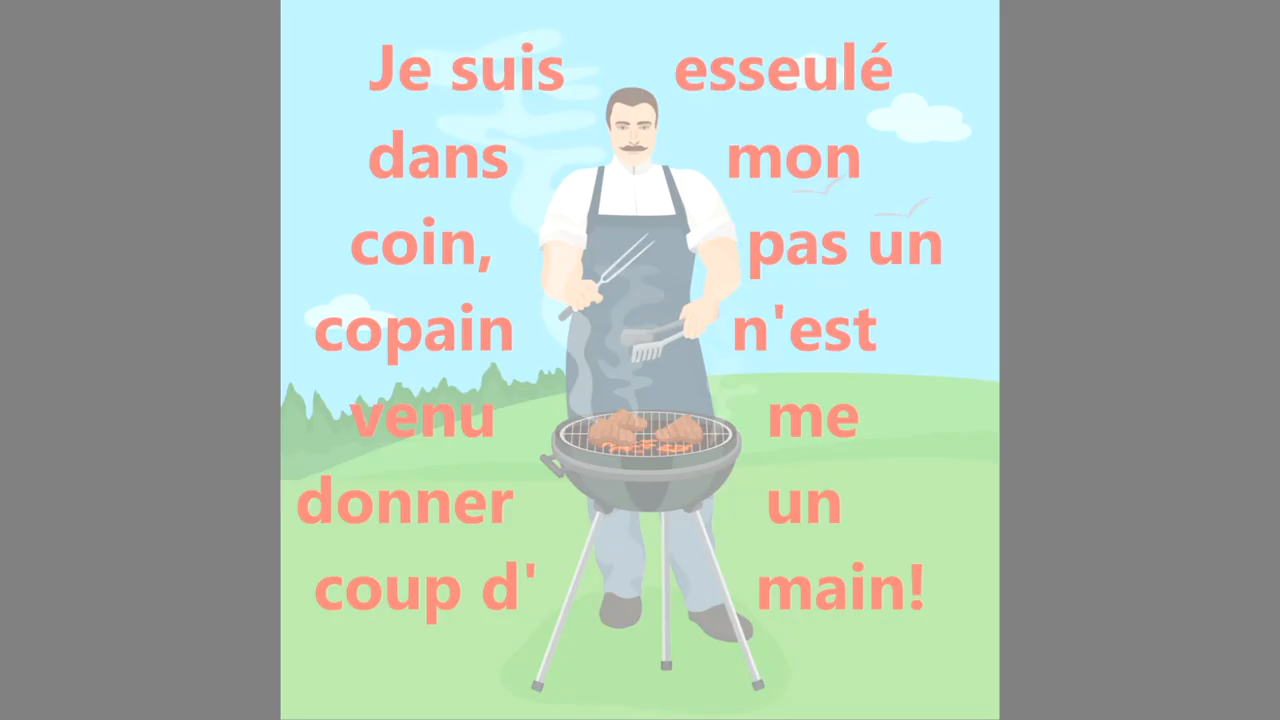 Je suis esseulé
dans mon
coin, pas un
copain n'est
venu me
donner un
coup d' main!